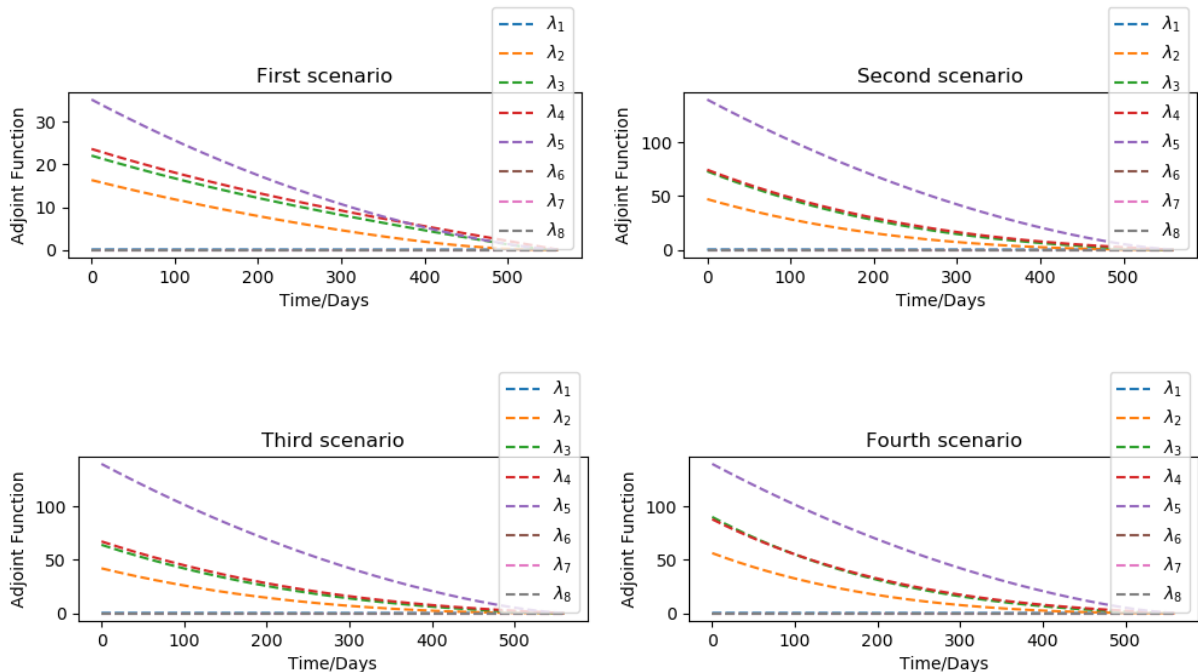 First scenario
Adjoint Function
30
20
10
0
0 100 200 300 400 500
Time/Days
λ1
λ2
λ3
λ4
λ5
λ6
λ7
λ8
Second scenario
Adjoint Function
100
50
0
0 100 200 300 400 500
Time/Days
λ1
λ2
λ3
λ4
λ5
λ6
λ7
λ8
Third scenario
Adjoint Function
100
50
0
0 100 200 300 400 500
Time/Days
λ1
λ2
λ3
λ4
λ5
λ6
λ7
λ8
Fourth scenario
Adjoint Function
100
50
0
0 100 200 300 400 500
Time/Days
λ1
λ2
λ3
λ4
λ5
λ6
λ7
λ8